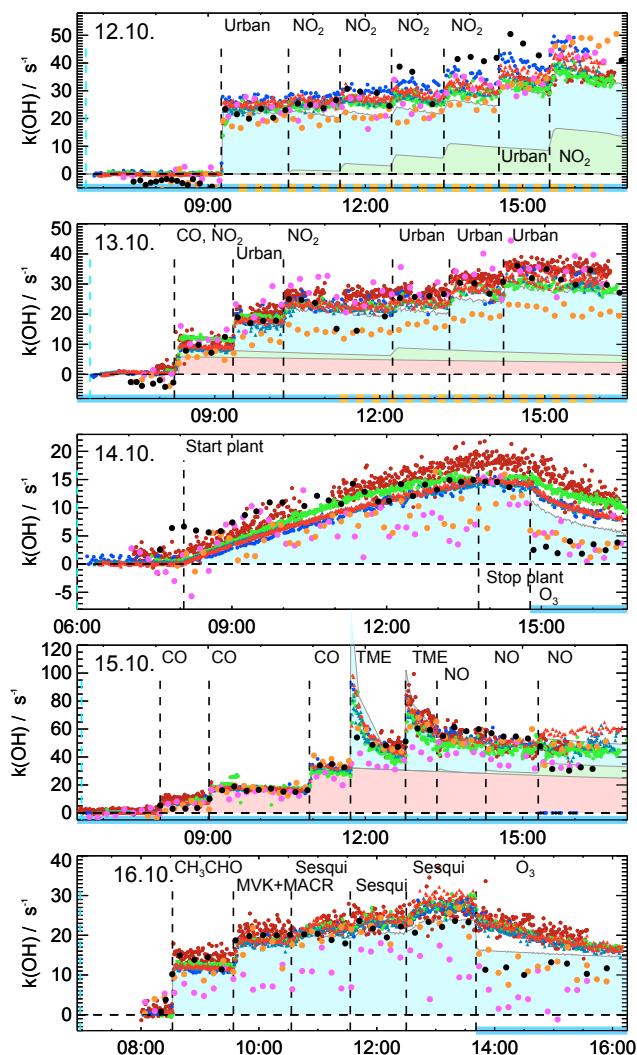 Urban NO₂ NO₂ NO₂ NO₂
12.10.
k(OH) / s⁻¹
50
40
30
20
10
0
Urban NO₂
09:00 12:00 15:00
CO, NO₂ NO₂ Urban Urban Urban
13.10.
Urban
k(OH) / s⁻¹
50
40
30
20
10
0
09:00 12:00 15:00
14.10.
Start plant
k(OH) / s⁻¹
20
15
10
5
0
-5
Stop plant
O₃
06:00 09:00 12:00 15:00
CO CO CO TME TME NO NO
15.10.
NO
k(OH) / s⁻¹
120
100
80
60
40
20
0
09:00 12:00 15:00
CH₃CHO Sesqui Sesqui O₃
16.10.
MVK+MACR Sesqui
k(OH) / s⁻¹
40
30
20
10
0
08:00 10:00 12:00 14:00 16:00